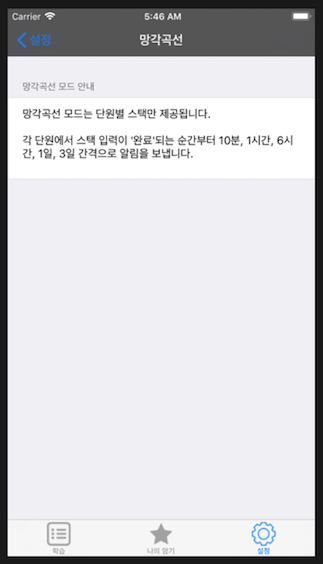 Carrier 5:46 AM
설정 망각곡선
망각곡선 모드 안내
망각곡선 모드는 단원별 스택만 제공됩니다.
각 단원에서 스택 입력이 '완료'되는 순간부터 10분, 1시간, 6시
간, 1일, 3일 간격으로 알림을 보냅니다.
학습 나의 암기 설정